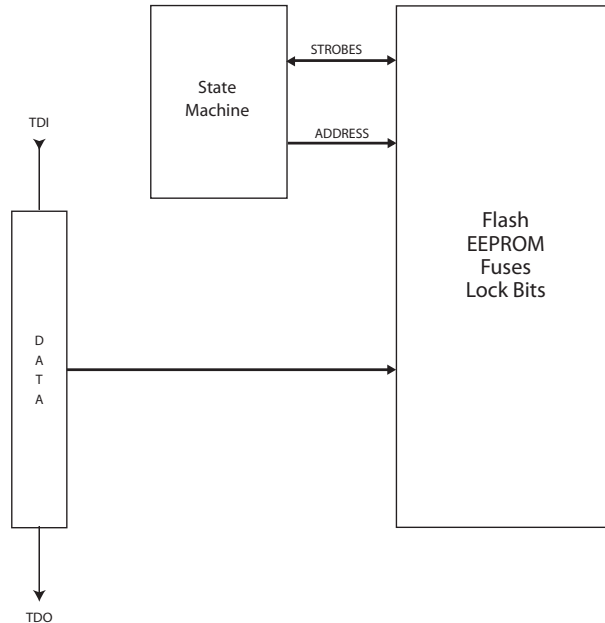 STROBES
State
Machine
ADDRESS
TDI
Flash
EEPROM
Fuses
Lock Bits
D
A
T
A
TDO